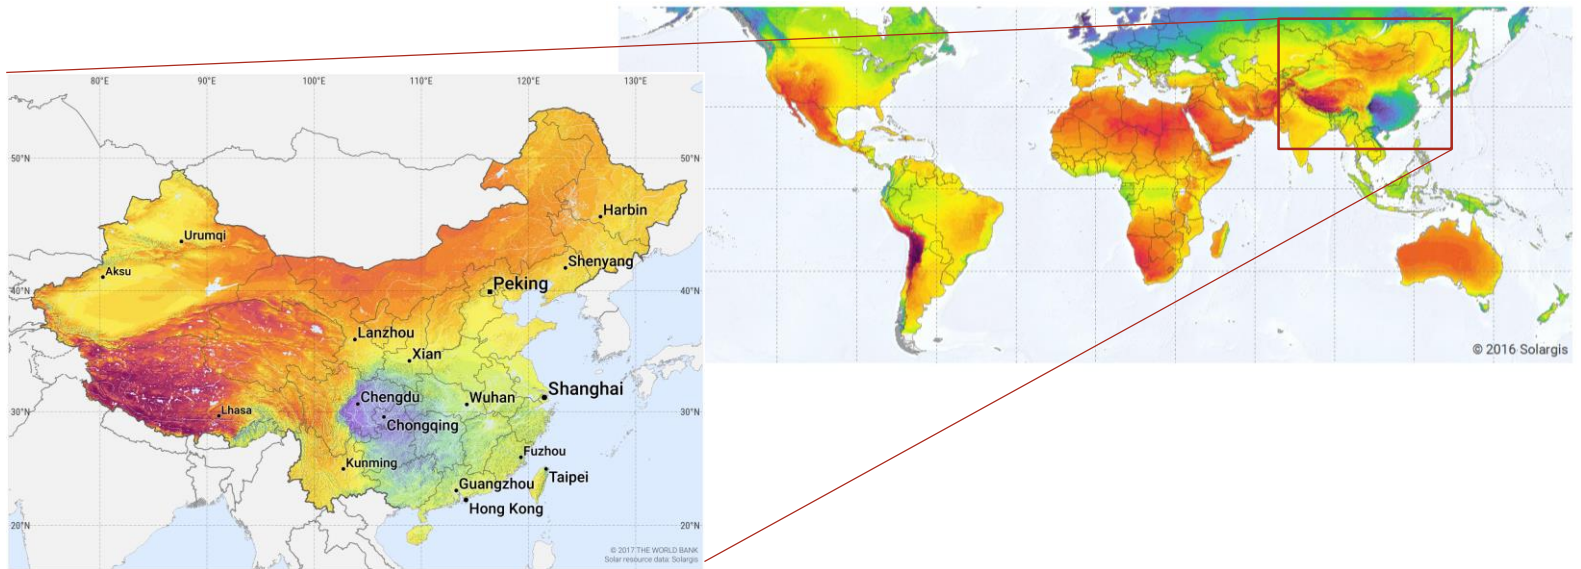 80°E 90°E 100°E 110°E 120°E 130°E
50°N 50°N
Harbin
Urumqi
Shenyang
Aksu
Peking
40°N 40°N
Lanzhou
Xian
Shanghai
Chengdu
Wuhan
Lhasa
30°N 30°N
Chongqing
Fuzhou
Kunming
Taipei
Guangzhou
Hong Kong
20°N 20°N
© 2017 THE WORLD BANK
Solar resource data: Solargis
© 2016 Solargis